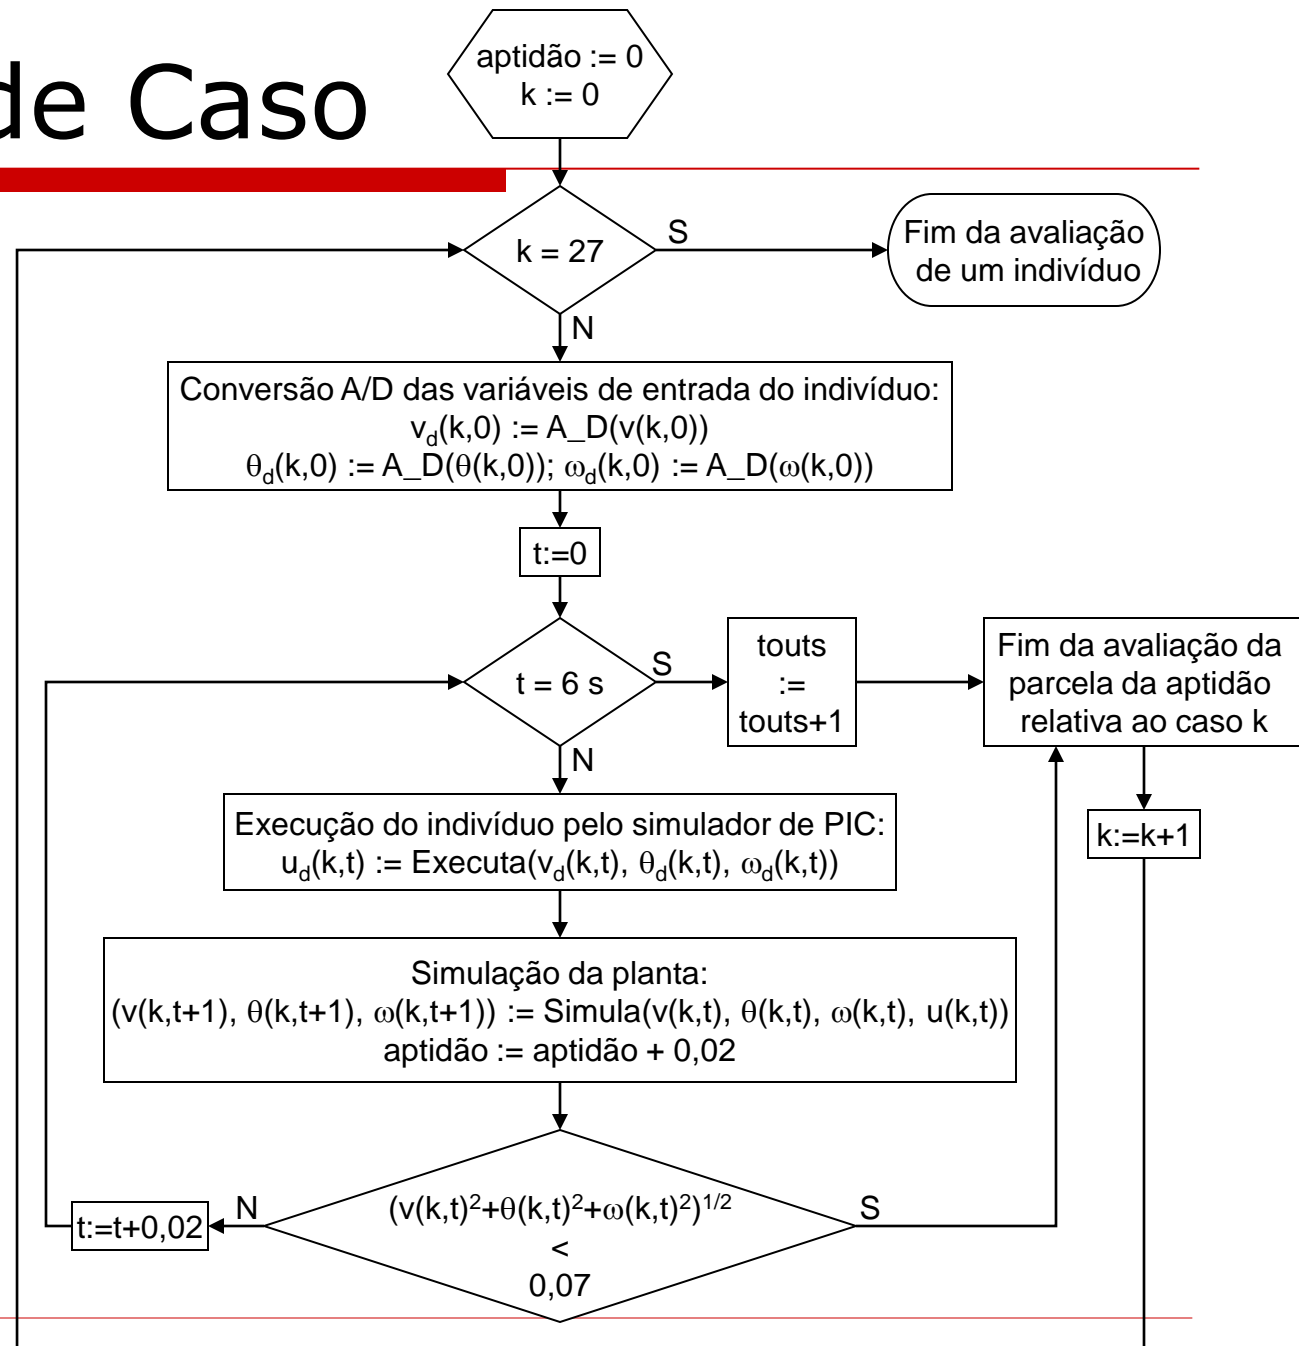 de Caso
aptidão := 0
k := 0
k = 27
S
Fim da avaliação
de um indivíduo
N
Conversão A/D das variáveis de entrada do indivíduo:
v_d(k,0) := A_D(v(k,0))
θ_d(k,0) := A_D(θ(k,0)); ω_d(k,0) := A_D(ω(k,0))
t:=0
t = 6 s
S
touts
:=
touts+1
Fim da avaliação da
parcela da aptidão
relativa ao caso k
N
Execução do indivíduo pelo simulador de PIC:
u_d(k,t) := Executa(v_d(k,t), θ_d(k,t), ω_d(k,t))
k:=k+1
Simulação da planta:
(v(k,t+1), θ(k,t+1), ω(k,t+1)) := Simula(v(k,t), θ(k,t), ω(k,t), u(k,t))
aptidão := aptidão + 0,02
t:=t+0,02
N
(v(k,t)²+θ(k,t)²+ω(k,t)²)^1/2
<
0,07
S